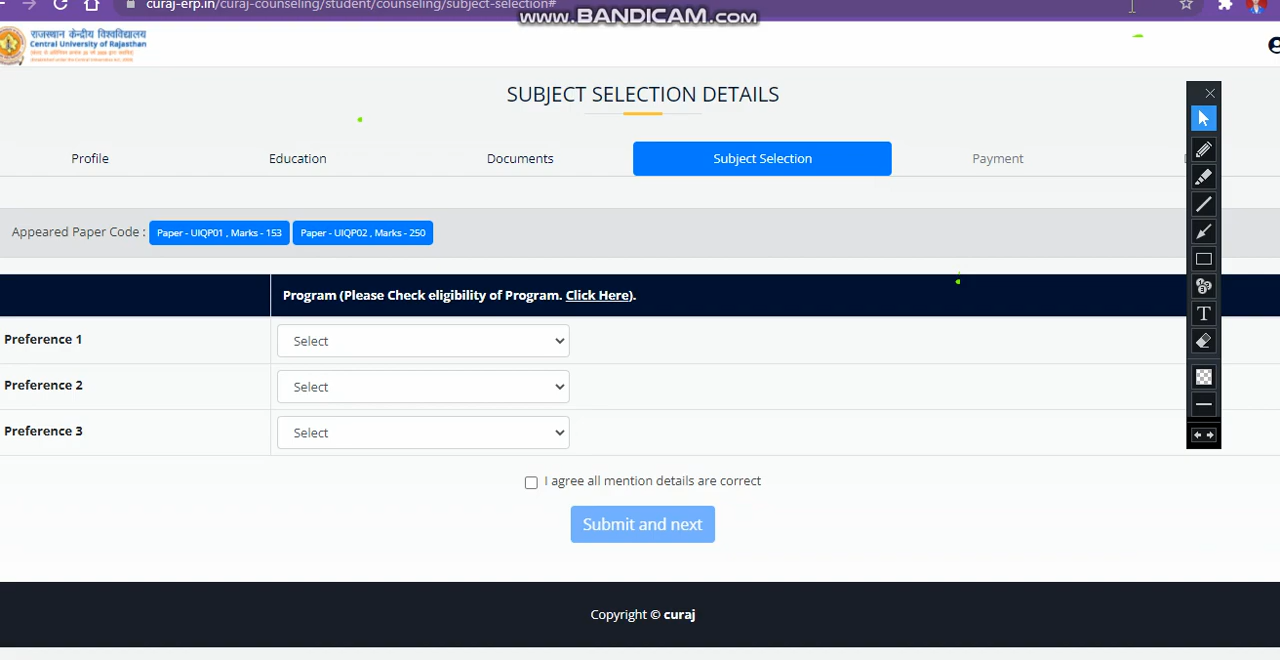 curaj-erp.in/curaj-counseling/student/counseling/subject-selection#
www.BANDICAM.com
राजस्थान केन्द्रीय विश्वविद्यालय
Central University of Rajasthan
SUBJECT SELECTION DETAILS
Profile
Education
Documents
Subject Selection
Payment
Appeared Paper Code :
Paper - UIQP01 , Marks - 153
Paper - UIQP02 , Marks - 250
Program (Please Check eligibility of Program. Click Here).
Preference 1
Select
Preference 2
Select
Preference 3
Select
I agree all mention details are correct
Submit and next
Copyright © curaj
T